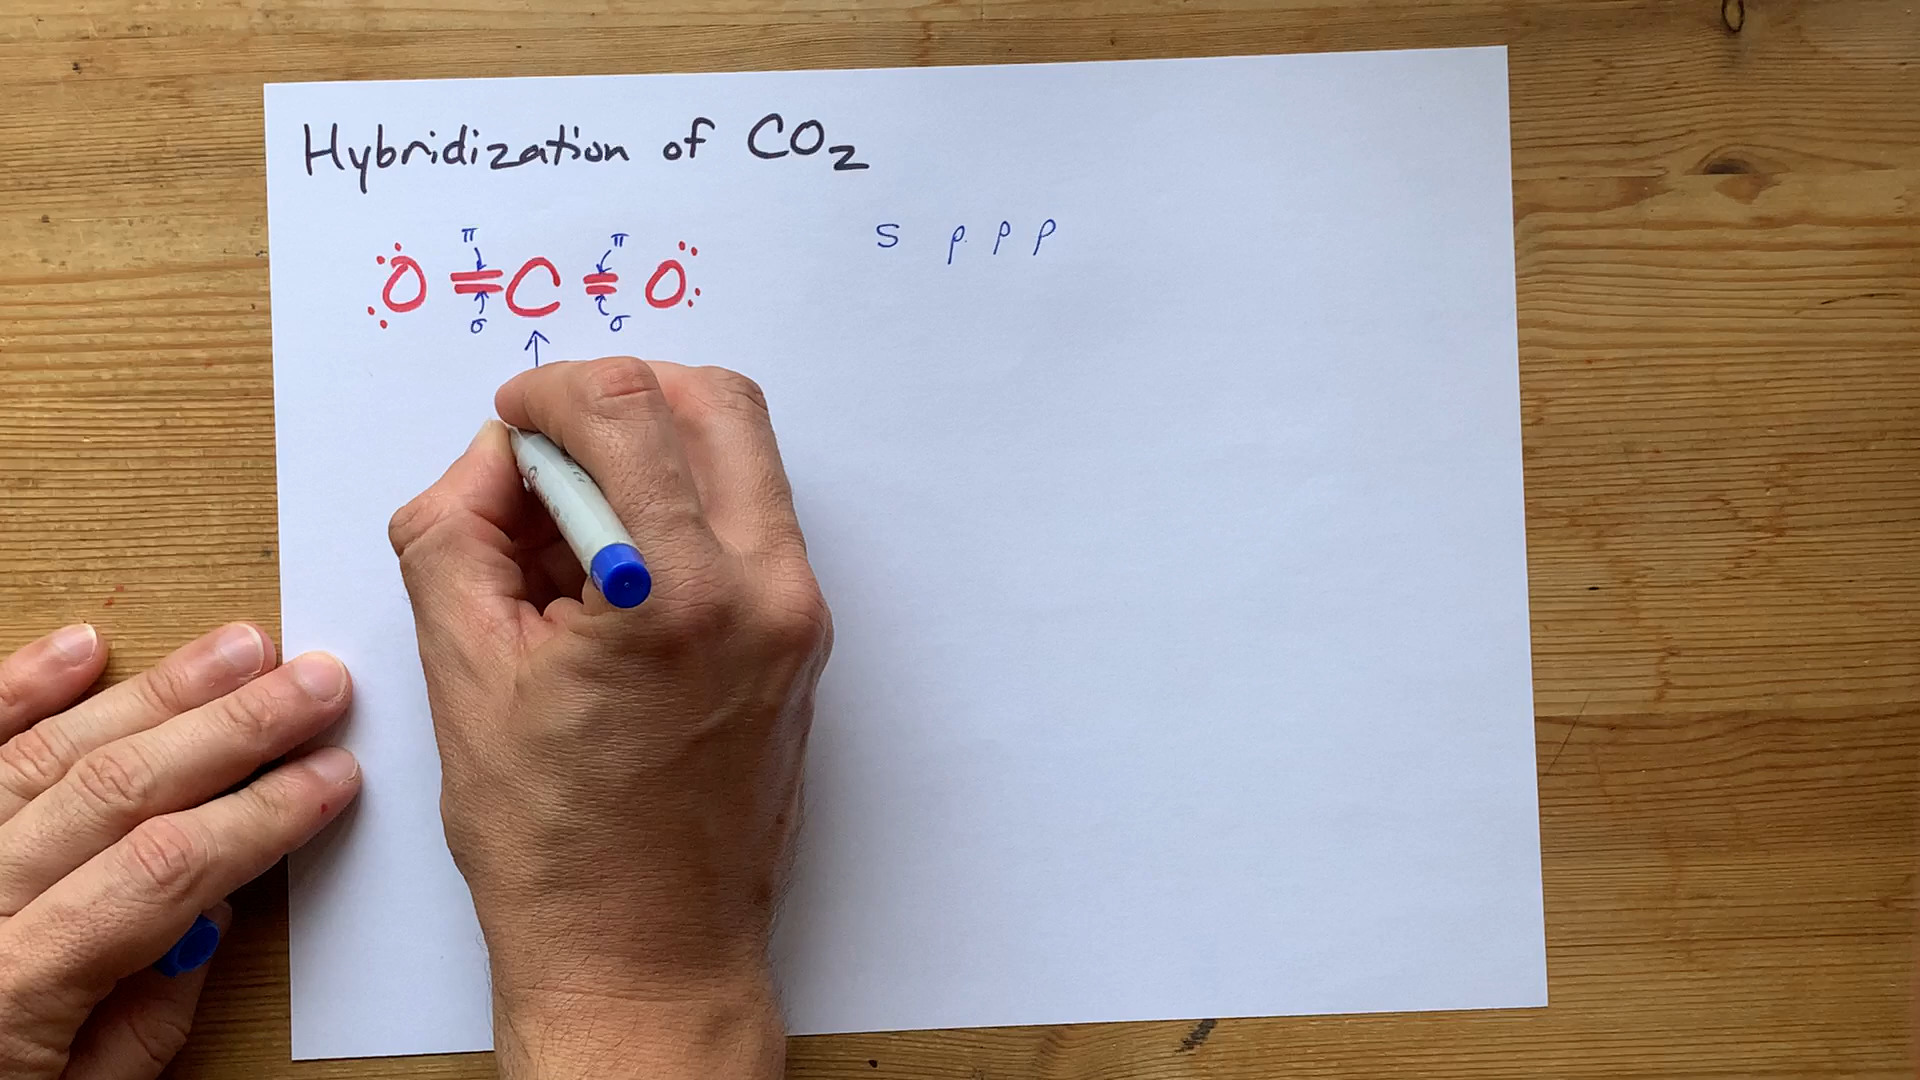 Hybridization of CO₂
s p p p
π π
:Ö = C = Ö:
σ σ